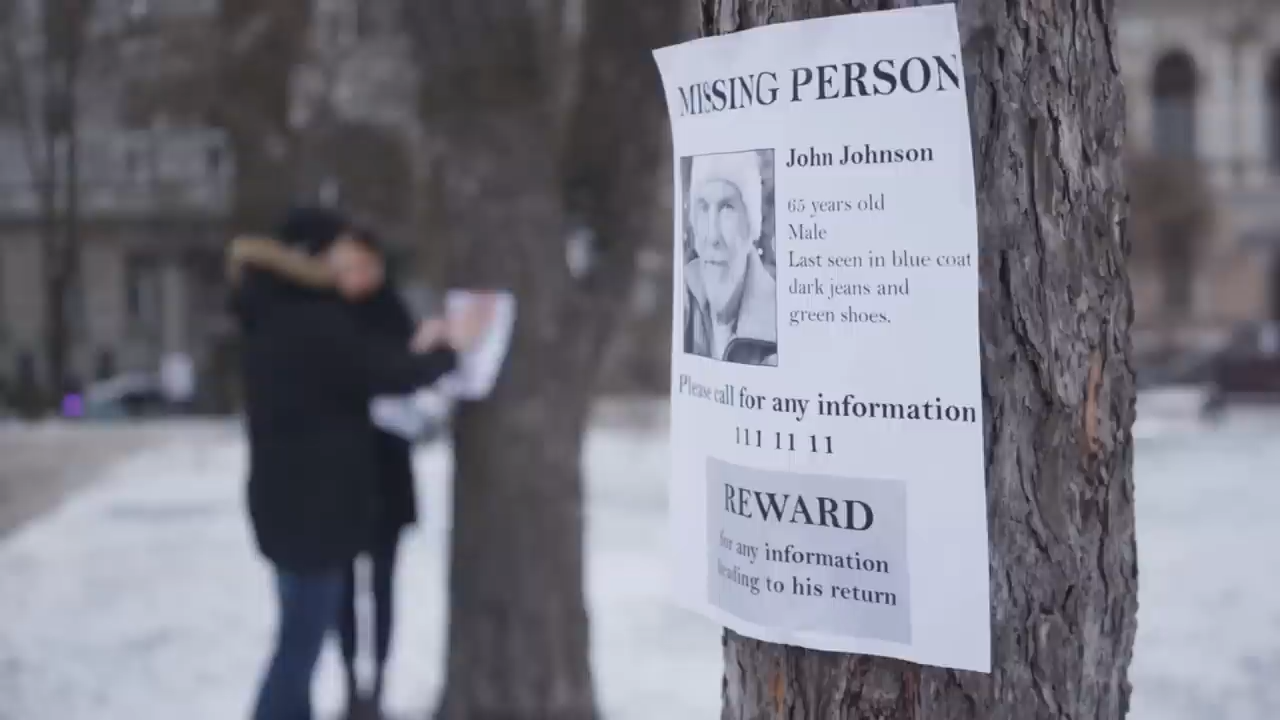 MISSING PERSON
John Johnson
65 years old
Male
Last seen in blue coat
dark jeans and
green shoes.
Please call for any information
111 11 11
REWARD
for any information
leading to his return